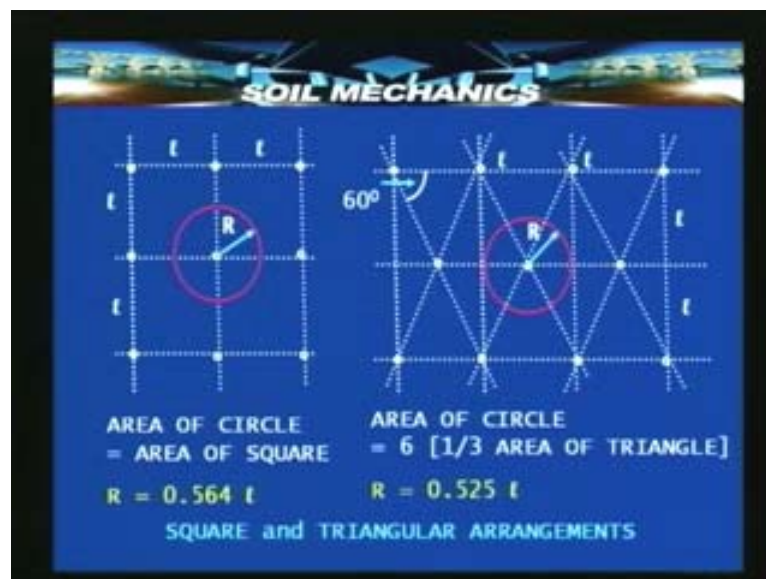 SOIL MECHANICS
ℓ ℓ
ℓ
R
ℓ
ℓ ℓ
60⁰
ℓ
R
ℓ
AREA OF CIRCLE
= AREA OF SQUARE
R = 0.564 ℓ
AREA OF CIRCLE
= 6 [1/3 AREA OF TRIANGLE]
R = 0.525 ℓ
SQUARE and TRIANGULAR ARRANGEMENTS